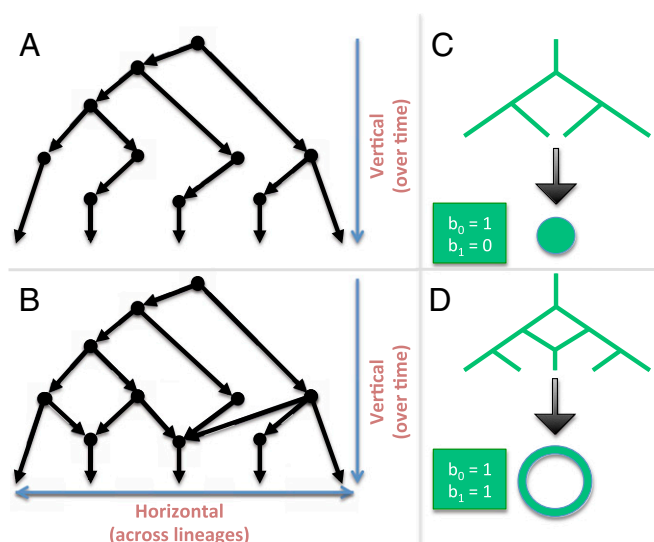 A
Vertical
(over time)
C
b₀ = 1
b₁ = 0
B
Vertical
(over time)
Horizontal
(across lineages)
D
b₀ = 1
b₁ = 1